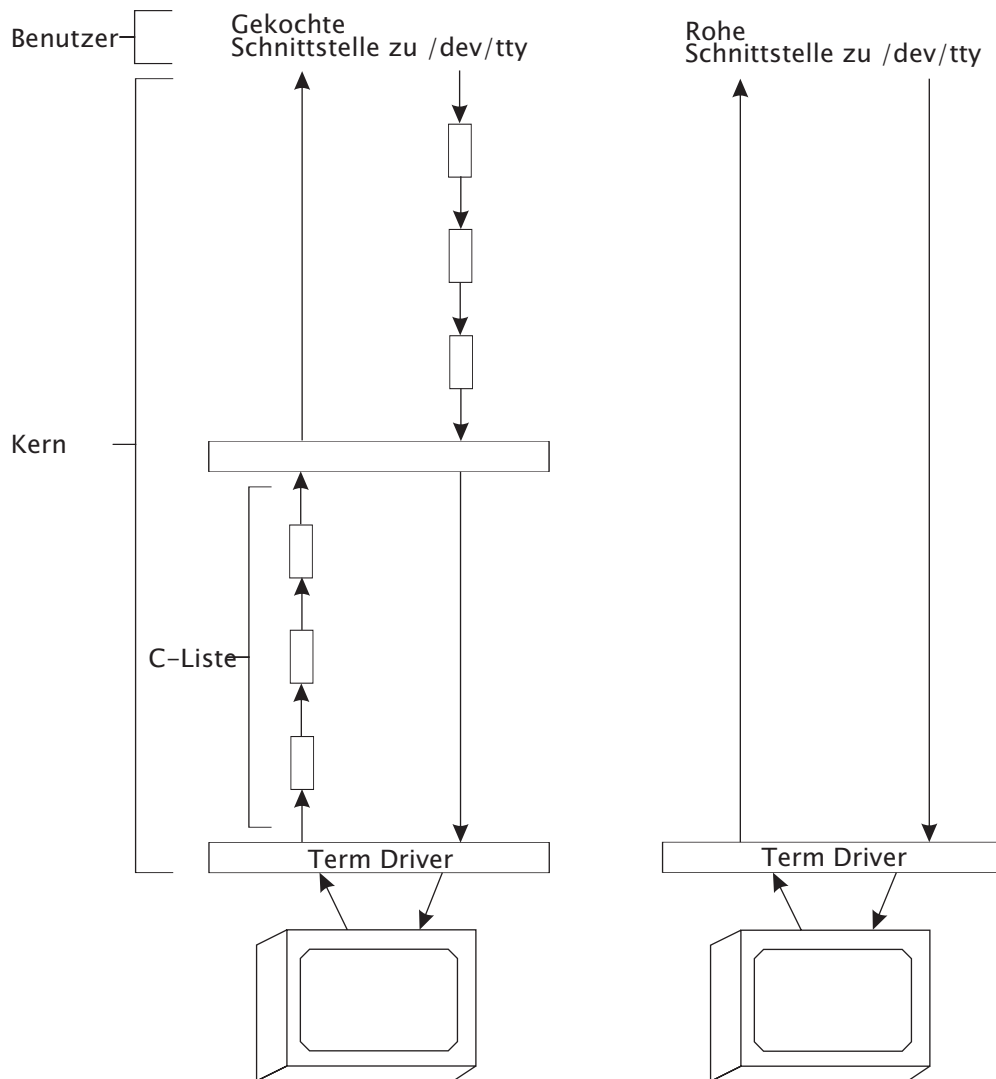 Benutzer
Gekochte
Schnittstelle zu /dev/tty
Rohe
Schnittstelle zu /dev/tty
Kern
C-Liste
Term Driver
Term Driver